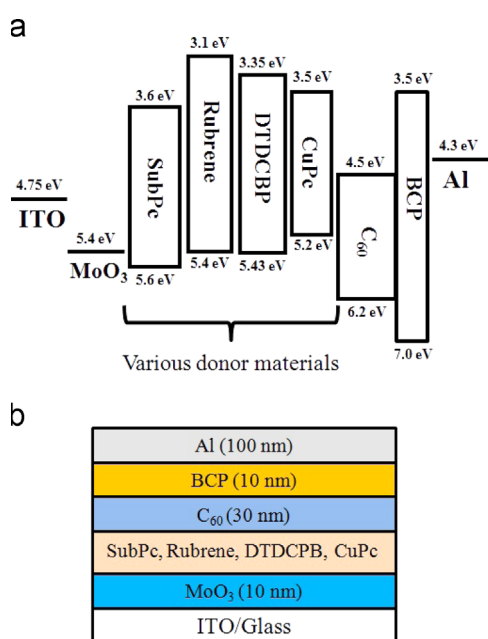 a
3.1 eV
3.6 eV
3.35 eV
3.5 eV
3.5 eV
4.3 eV
4.5 eV
4.75 eV
SubPc
Rubrene
DTDCBP
CuPc
C60
BCP
Al
ITO
5.4 eV
MoO3
5.6 eV
5.4 eV
5.43 eV
5.2 eV
6.2 eV
7.0 eV
Various donor materials
b
Al (100 nm)
BCP (10 nm)
C60 (30 nm)
SubPc, Rubrene, DTDCPB, CuPc
MoO3 (10 nm)
ITO/Glass